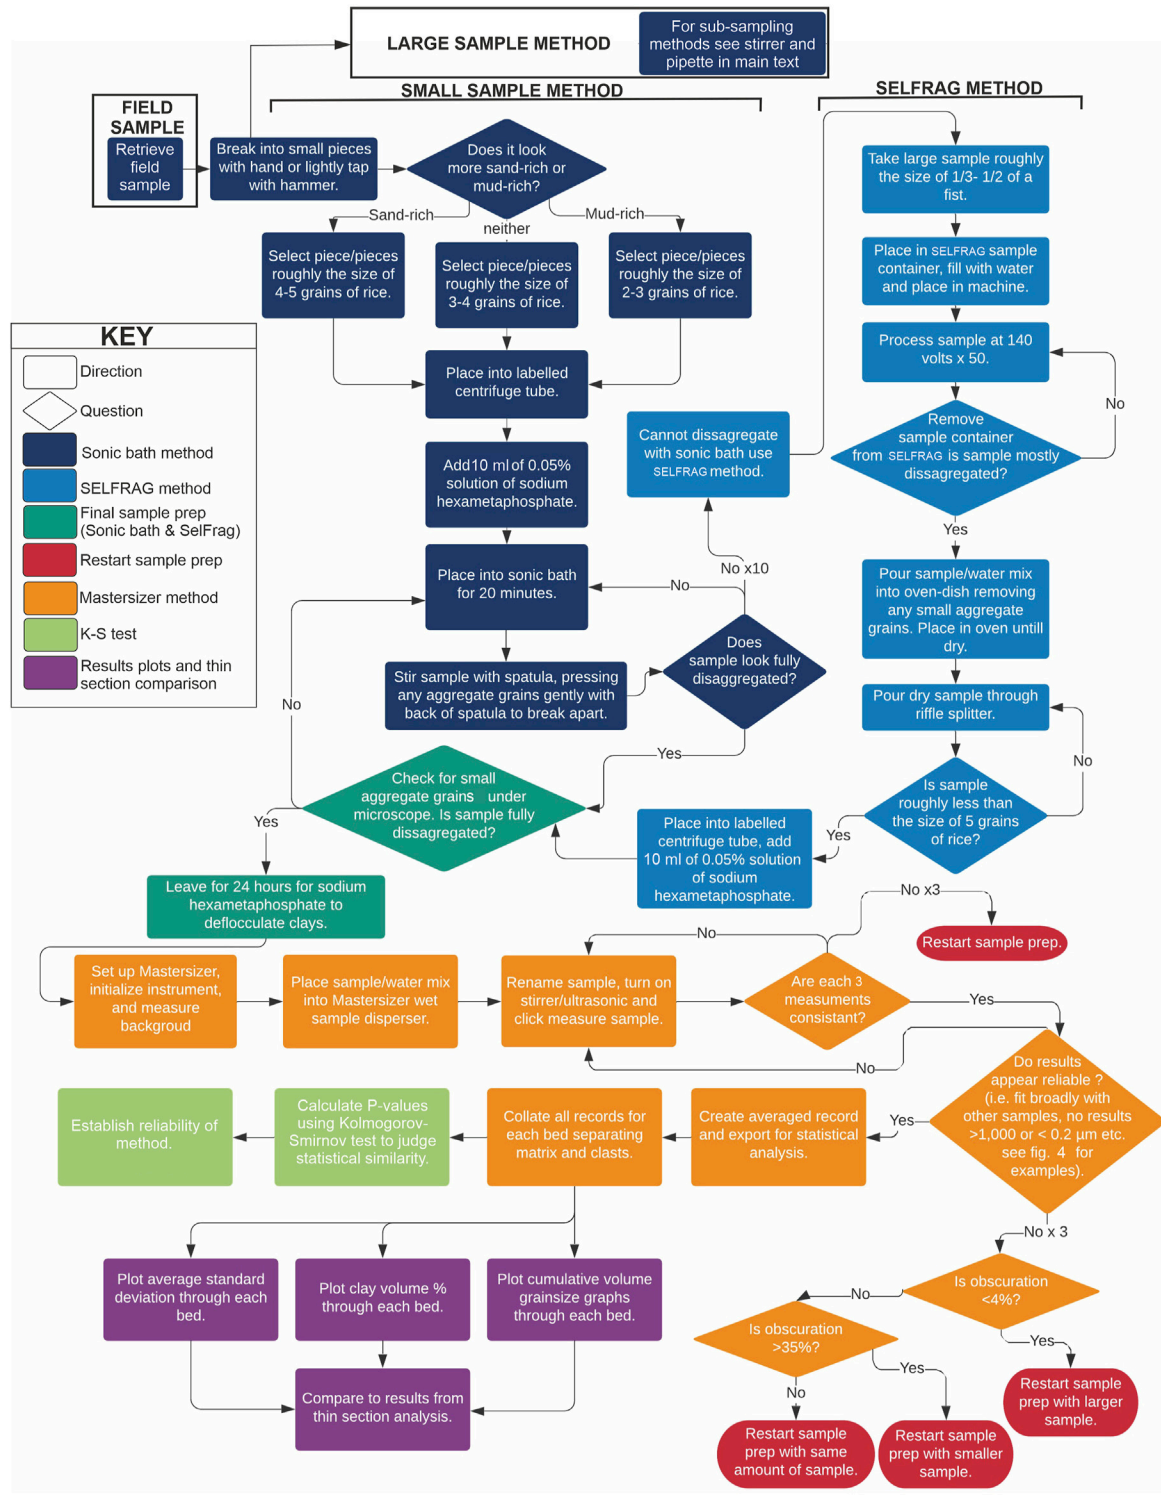 LARGE SAMPLE METHOD
For sub-sampling
methods see stirrer and
pipette in main text
SMALL SAMPLE METHOD
SELFRAG METHOD
FIELD
SAMPLE
Retrieve
field
sample
Break into small pieces
with hand or lightly tap
with hammer.
Does it look
more sand-rich or
mud-rich?
Sand-rich
neither
Mud-rich
Select piece/pieces
roughly the size of
4-5 grains of rice.
Select piece/pieces
roughly the size of
3-4 grains of rice.
Select piece/pieces
roughly the size of
2-3 grains of rice.
Place into labelled
centrifuge tube.
Add10 ml of 0.05%
solution of sodium
hexametaphosphate.
Place into sonic bath
for 20 minutes.
Stir sample with spatula, pressing
any aggregate grains gently with
back of spatula to break apart.
Does
sample look fully
disaggregated?
No
No x10
Cannot dissagregate
with sonic bath use
SELFRAG method.
Yes
No
Check for small
aggregate grains under
microscope. Is sample fully
dissagregated?
Yes
Leave for 24 hours for sodium
hexametaphosphate to
deflocculate clays.
KEY
Direction
Question
Sonic bath method
SELFRAG method
Final sample prep
(Sonic bath & SelFrag)
Restart sample prep
Mastersizer method
K-S test
Results plots and thin
section comparison
Take large sample roughly
the size of 1/3- 1/2 of a
fist.
Place in SELFRAG sample
container, fill with water
and place in machine.
Process sample at 140
volts x 50.
No
Remove
sample container
from SELFRAG is sample mostly
dissagregated?
Yes
Pour sample/water mix
into oven-dish removing
any small aggregate
grains. Place in oven untill
dry.
Pour dry sample through
riffle splitter.
No
Is sample
roughly less than
the size of 5 grains
of rice?
Yes
Place into labelled
centrifuge tube, add
10 ml of 0.05% solution
of sodium
hexametaphosphate.
Set up Mastersizer,
initialize instrument,
and measure
backgroud
Place sample/water mix
into Mastersizer wet
sample disperser.
Rename sample, turn on
stirrer/ultrasonic and
click measure sample.
No
Are each 3
measuments
consistant?
No x3
Restart sample prep.
Yes
No
Do results
appear reliable ?
(i.e. fit broadly with
other samples, no results
>1,000 or < 0.2 µm etc.
see fig. 4 for
examples).
Yes
Create averaged record
and export for statistical
analysis.
Collate all records for
each bed separating
matrix and clasts.
Calculate P-values
using Kolmogorov-
Smirnov test to judge
statistical similarity.
Establish reliability of
method.
Plot average standard
deviation through each
bed.
Plot clay volume %
through each bed.
Plot cumulative volume
grainsize graphs
through each bed.
Compare to results from
thin section analysis.
No x 3
Is obscuration
<4%?
No
Yes
Is obscuration
>35%?
No
Yes
Restart sample
prep with larger
sample.
Restart sample
prep with same
amount of sample.
Restart sample
prep with smaller
sample.